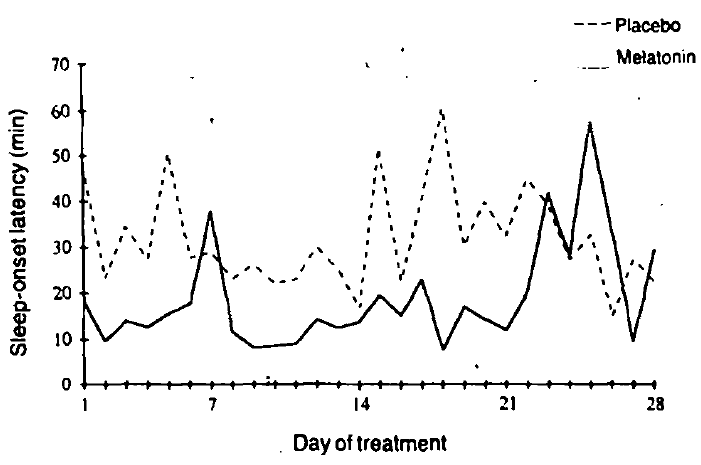 Placebo
Melatonin
70
60
50
40
30
20
10
0
Sleep-onset latency (min)
1 7 14 21 28
Day of treatment